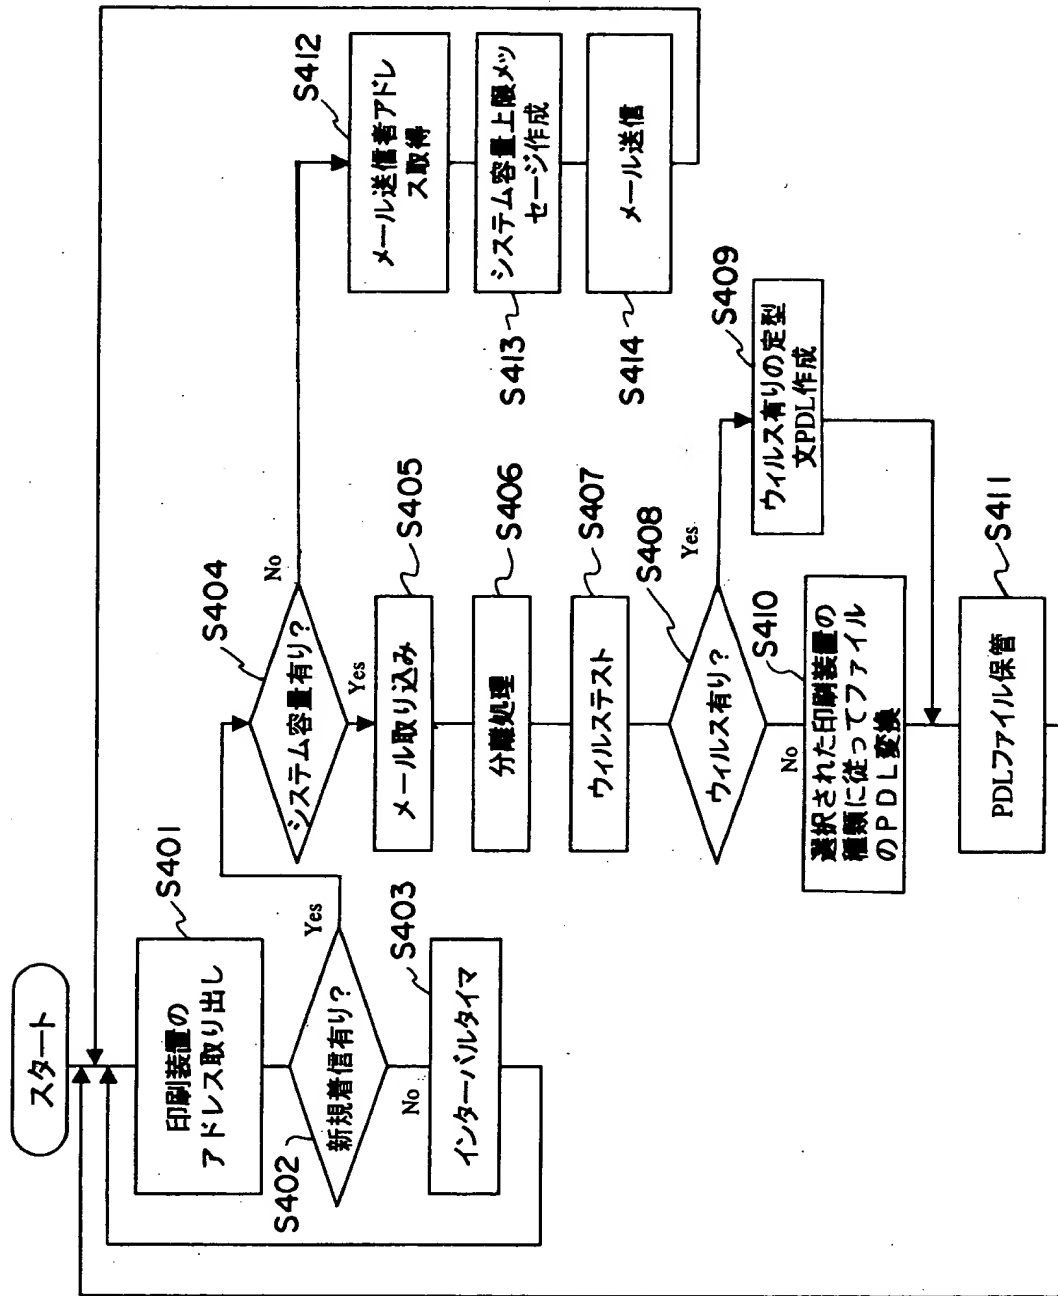 スタート
印刷装置の
アドレス取り出し
S401
新規着信有り?
S402
Yes
No
インターバルタイマ
S403
システム容量有り?
S404
No
Yes
メール取り込み
S405
分離処理
S406
ウィルステスト
S407
ウィルス有り?
S408
Yes
No
ウィルス有りの定型
文PDL作成
S409
選択された印刷装置の
種類に従ってファイル
のPDL変換
S410
PDLファイル保管
S411
メール送信者アドレ
ス取得
S412
システム容量上限メッ
セージ作成
S413
メール送信
S414